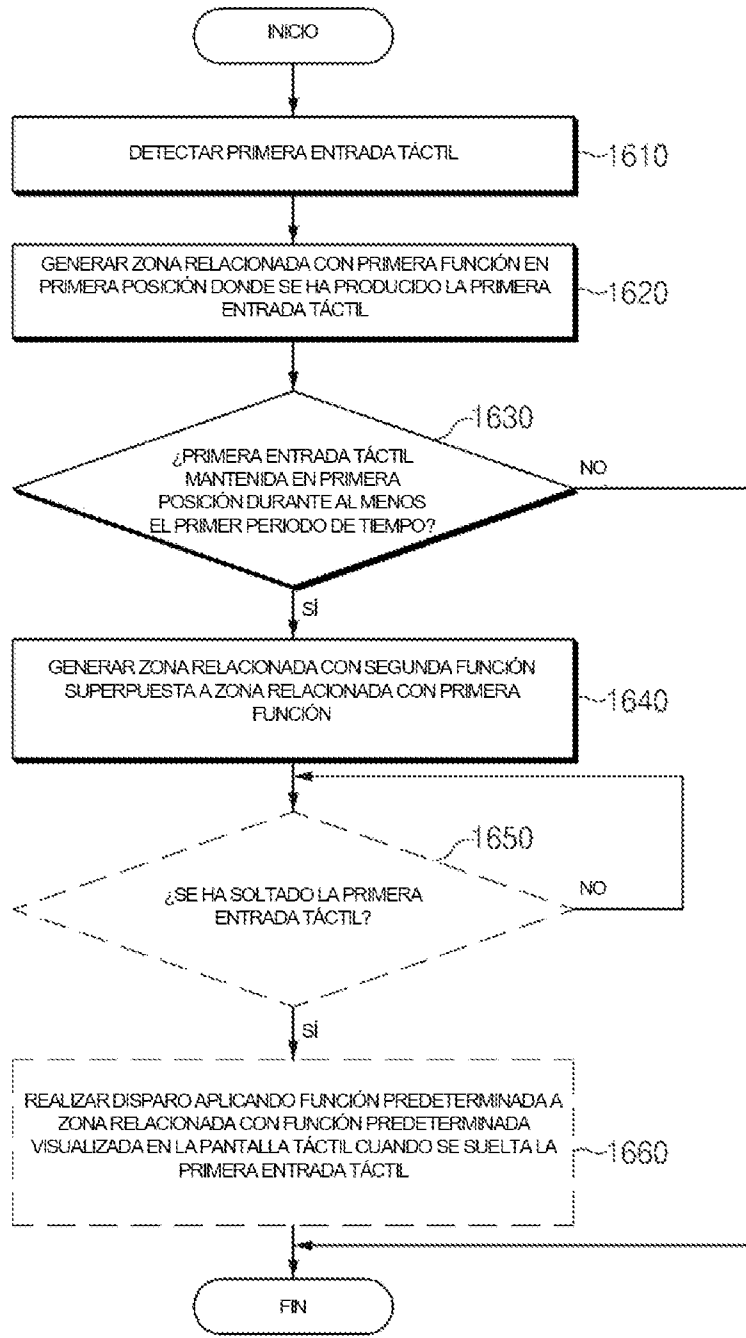 INICIO
DETECTAR PRIMERA ENTRADA TÁCTIL
1610
GENERAR ZONA RELACIONADA CON PRIMERA FUNCIÓN EN
PRIMERA POSICIÓN DONDE SE HA PRODUCIDO LA PRIMERA
ENTRADA TÁCTIL
1620
1630
¿PRIMERA ENTRADA TÁCTIL
MANTENIDA EN PRIMERA
POSICIÓN DURANTE AL MENOS
EL PRIMER PERIODO DE TIEMPO?
NO
SÍ
GENERAR ZONA RELACIONADA CON SEGUNDA FUNCIÓN
SUPERPUESTA A ZONA RELACIONADA CON PRIMERA
FUNCIÓN
1640
1650
¿SE HA SOLTADO LA PRIMERA
ENTRADA TÁCTIL?
NO
SÍ
REALIZAR DISPARO APLICANDO FUNCIÓN PREDETERMINADA A
ZONA RELACIONADA CON FUNCIÓN PREDETERMINADA
VISUALIZADA EN LA PANTALLA TÁCTIL CUANDO SE SUELTA LA
PRIMERA ENTRADA TÁCTIL
1660
FIN